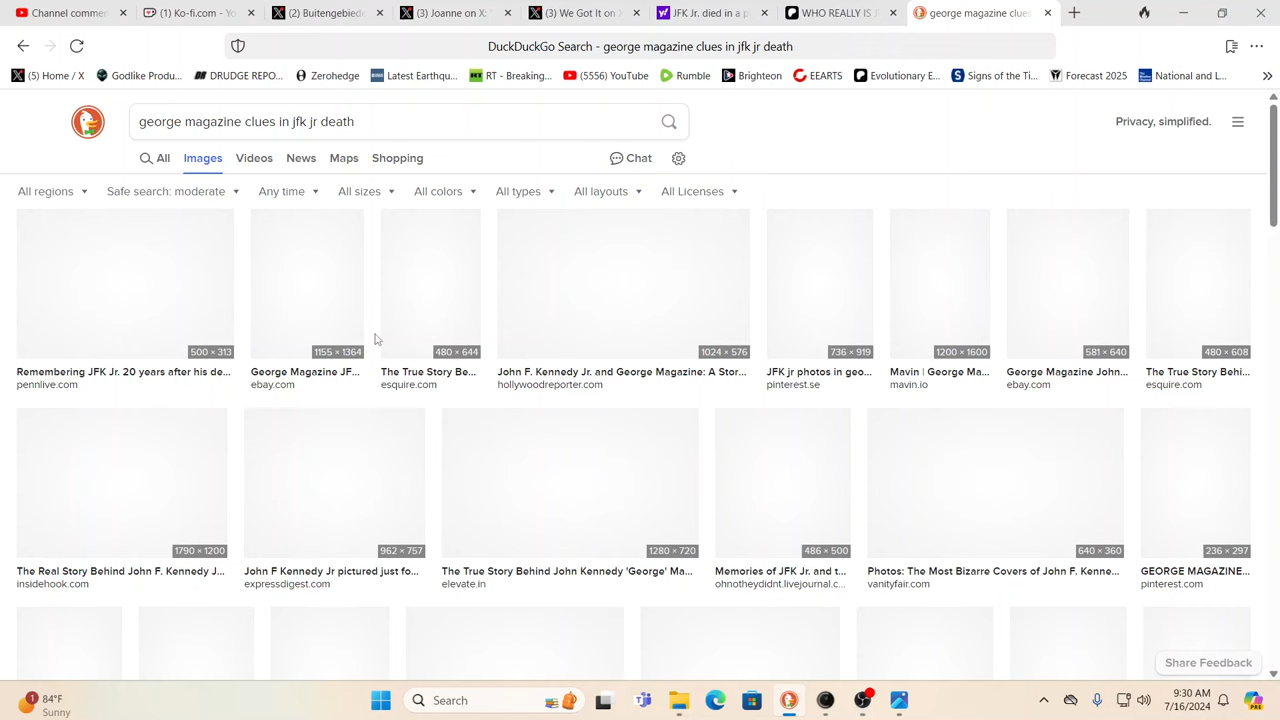 Channel commen
(1) Ko-fi.com - Yo
(2) Buitengebied
(3) Joanne on X:
(3) We Got It on X
JFK Jr. died in a p
WHO REALLY IS J
george magazine clues
DuckDuckGo Search - george magazine clues in jfk jr death
(5) Home / X
Godlike Produ...
DRUDGE REPO...
Zerohedge
Latest Earthqu...
RT - Breaking...
(5556) YouTube
Rumble
Brighteon
EEARTS
Evolutionary E...
Signs of the Ti...
Forecast 2025
National and L...
george magazine clues in jfk jr death
Privacy, simplified.
All
Images
Videos
News
Maps
Shopping
Chat
All regions
Safe search: moderate
Any time
All sizes
All colors
All types
All layouts
All Licenses
500 × 313
1155 × 1364
480 × 644
1024 × 576
736 × 919
1200 × 1600
581 × 640
480 × 608
Remembering JFK Jr. 20 years after his de...
George Magazine JF...
The True Story Be...
John F. Kennedy Jr. and George Magazine: A Stor...
JFK jr photos in geo...
Mavin | George Ma...
George Magazine John...
The True Story Behi...
pennlive.com
ebay.com
esquire.com
hollywoodreporter.com
pinterest.se
mavin.io
ebay.com
esquire.com
1790 × 1200
962 × 757
1280 × 720
486 × 500
640 × 360
236 × 297
The Real Story Behind John F. Kennedy J...
John F Kennedy Jr pictured just fo...
The True Story Behind John Kennedy 'George' Ma...
Memories of JFK Jr. and t...
Photos: The Most Bizarre Covers of John F. Kenne...
GEORGE MAGAZINE...
insidehook.com
expressdigest.com
elevate.in
ohnotheydidnt.livejournal.c...
vanityfair.com
pinterest.com
Share Feedback
1
84°F
Sunny
Search
9:30 AM
7/16/2024
PRE